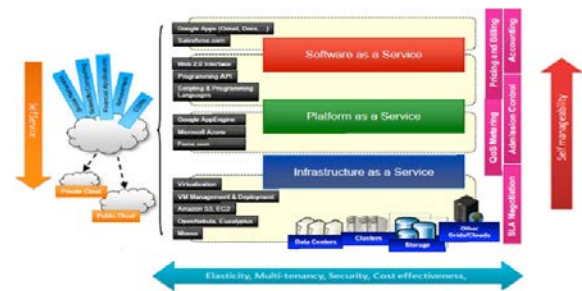 Google Apps (Gmail, Docs,...)
Salesforce.com
Software as a Service
Web 2.0 Interface
Programming API
Scripting & Programming
Languages
Platform as a Service
Google AppEngine
Microsoft Azure
Force.com
Infrastructure as a Service
Virtualization
VM Management & Deployment
Amazon S3, EC2
OpenNebula, Eucalyptus
Data Centers
Clusters
Storage
Other
Grids/Clouds
Financial Applications
Private Cloud
Public Cloud
Pricing and Billing
Accounting
QoS Metering
Admission Control
SLA Negotiation
Self manageability
Elasticity, Multi-tenancy, Security, Cost effectiveness,